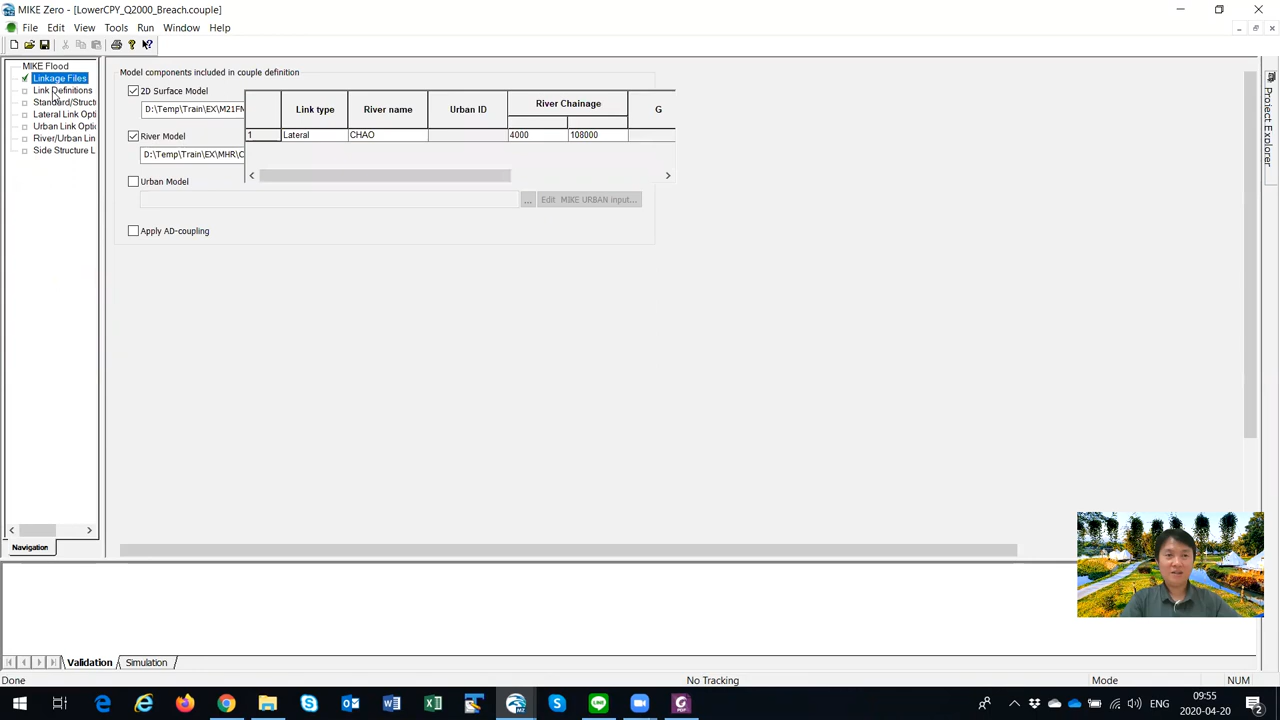 MIKE Zero - [LowerCPY_Q2000_Breach.couple]
File Edit View Tools Run Window Help
MIKE Flood
Linkage Files
Link Definitions
Standard/Struct
Lateral Link Opti
Urban Link Optio
River/Urban Lin
Side Structure L
Navigation
Model components included in couple definition
2D Surface Model
D:\Temp\Train\EX\M21FM
River Model
D:\Temp\Train\EX\MHR\C
Urban Model
... Edit MIKE URBAN input...
Apply AD-coupling
Link type River name Urban ID River Chainage G
1 Lateral CHAO 4000 108000
Project Explorer
Validation Simulation
Done No Tracking Mode NUM
ENG 09:55
2020-04-20
2